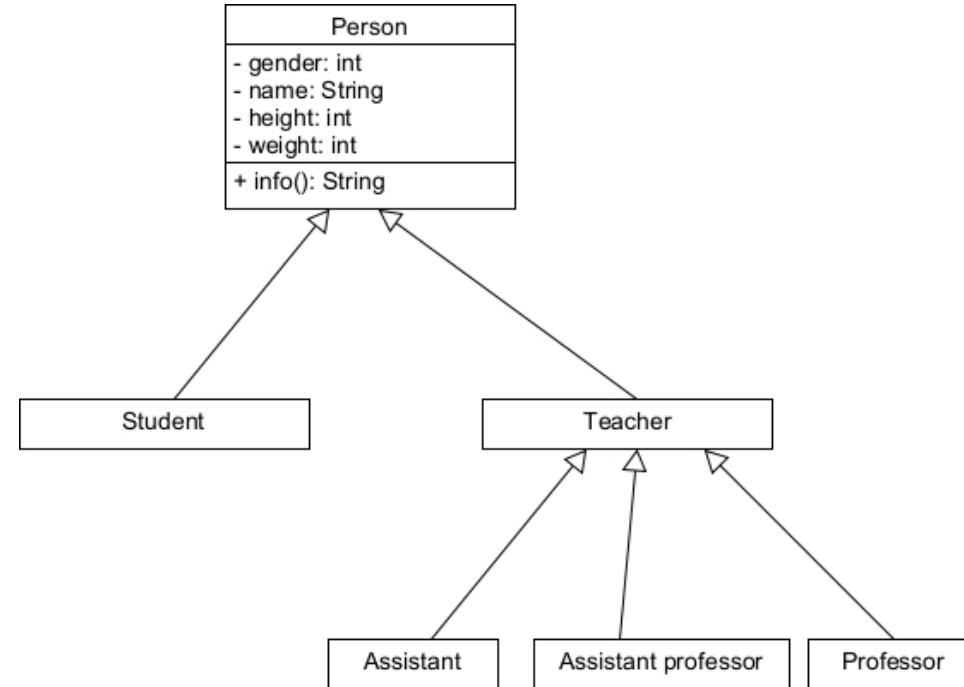 Person
- gender: int
- name: String
- height: int
- weight: int
+ info(): String
Student
Teacher
Assistant
Assistant professor
Professor